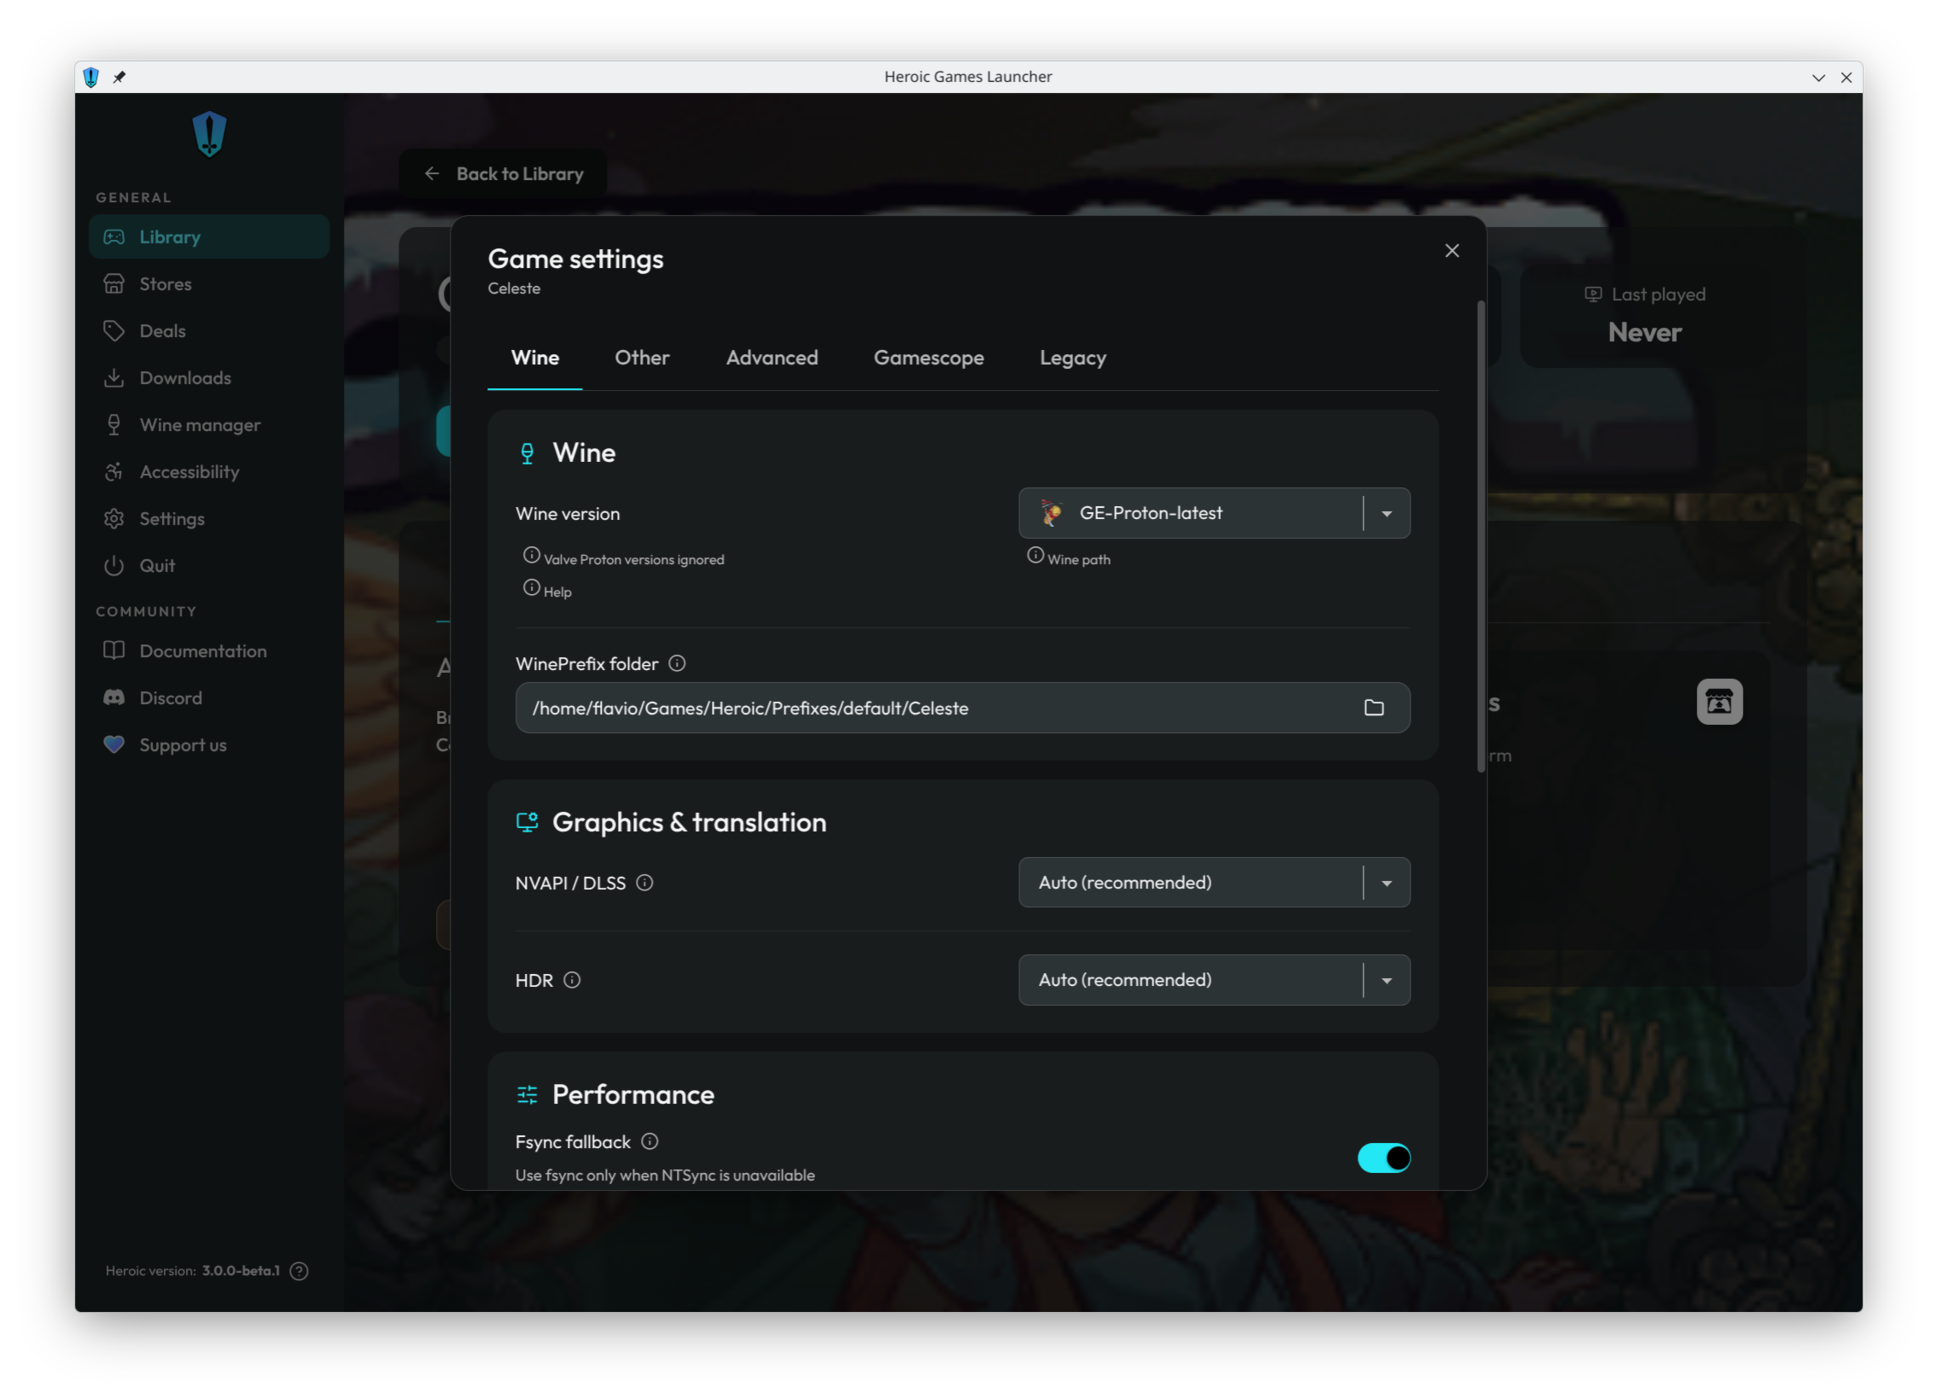 Heroic Games Launcher
GENERAL
Library
Stores
Deals
Downloads
Wine manager
Accessibility
Settings
Quit
COMMUNITY
Documentation
Discord
Support us
Heroic version: 3.0.0-beta.1
Back to Library
Last played
Never
Game settings
Celeste
Wine Other Advanced Gamescope Legacy
Wine
Wine version
GE-Proton-latest
Valve Proton versions ignored
Wine path
Help
WinePrefix folder
/home/flavio/Games/Heroic/Prefixes/default/Celeste
Graphics & translation
NVAPI / DLSS
Auto (recommended)
HDR
Auto (recommended)
Performance
Fsync fallback
Use fsync only when NTSync is unavailable